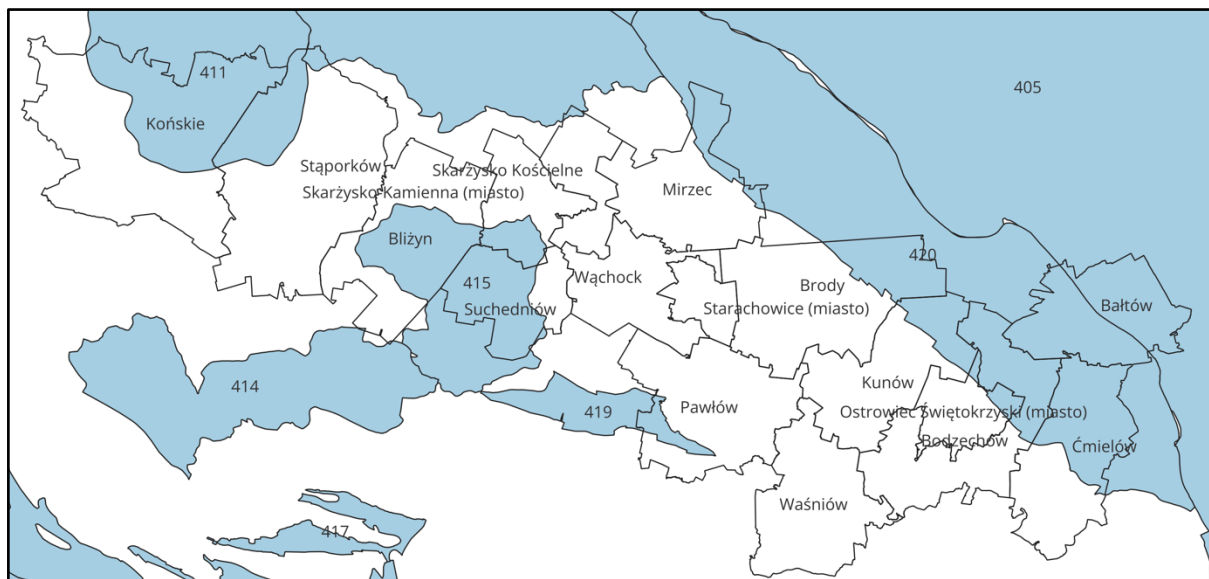 411
405
Końskie
Stąporków
Skarżysko Kościelne
Skarżysko-Kamienna (miasto)
Mirzec
Bliżyn
420
415
Wąchock
Brody
Bałtów
Suchedniów
Starachowice (miasto)
414
419
Kunów
Pawłów
Ostrowiec Świętokrzyski (miasto)
Bodzechów
Ćmielów
Waśniów
417